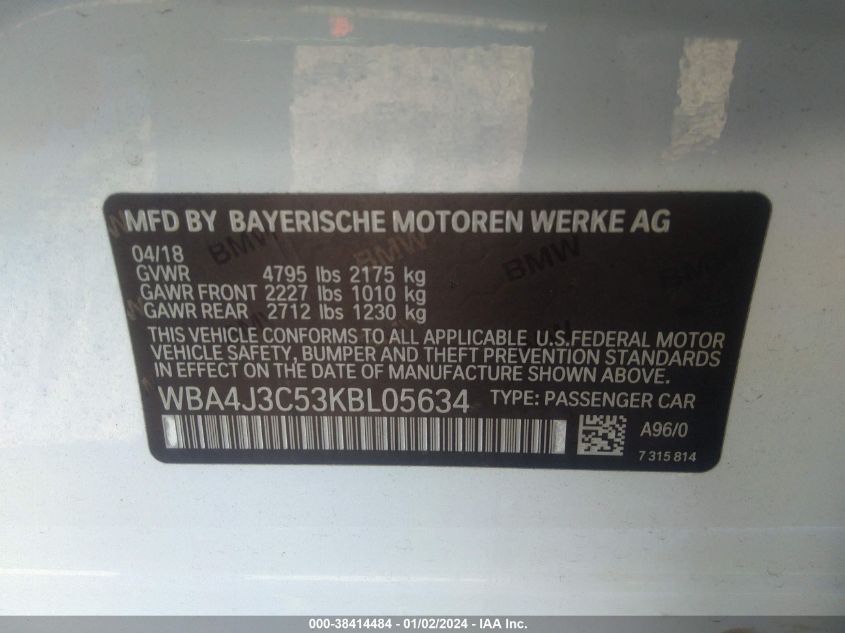 MFD BY BAYERISCHE MOTOREN WERKE AG
04/18
GVWR 4795 lbs 2175 kg
GAWR FRONT 2227 lbs 1010 kg
GAWR REAR 2712 lbs 1230 kg
THIS VEHICLE CONFORMS TO ALL APPLICABLE U.S.FEDERAL MOTOR
VEHICLE SAFETY, BUMPER AND THEFT PREVENTION STANDARDS
IN EFFECT ON THE DATE OF MANUFACTURE SHOWN ABOVE.
WBA4J3C53KBL05634 TYPE: PASSENGER CAR
A96/0
7 315 814
BMW BMW BMW
000-38414484 - 01/02/2024 - IAA Inc.